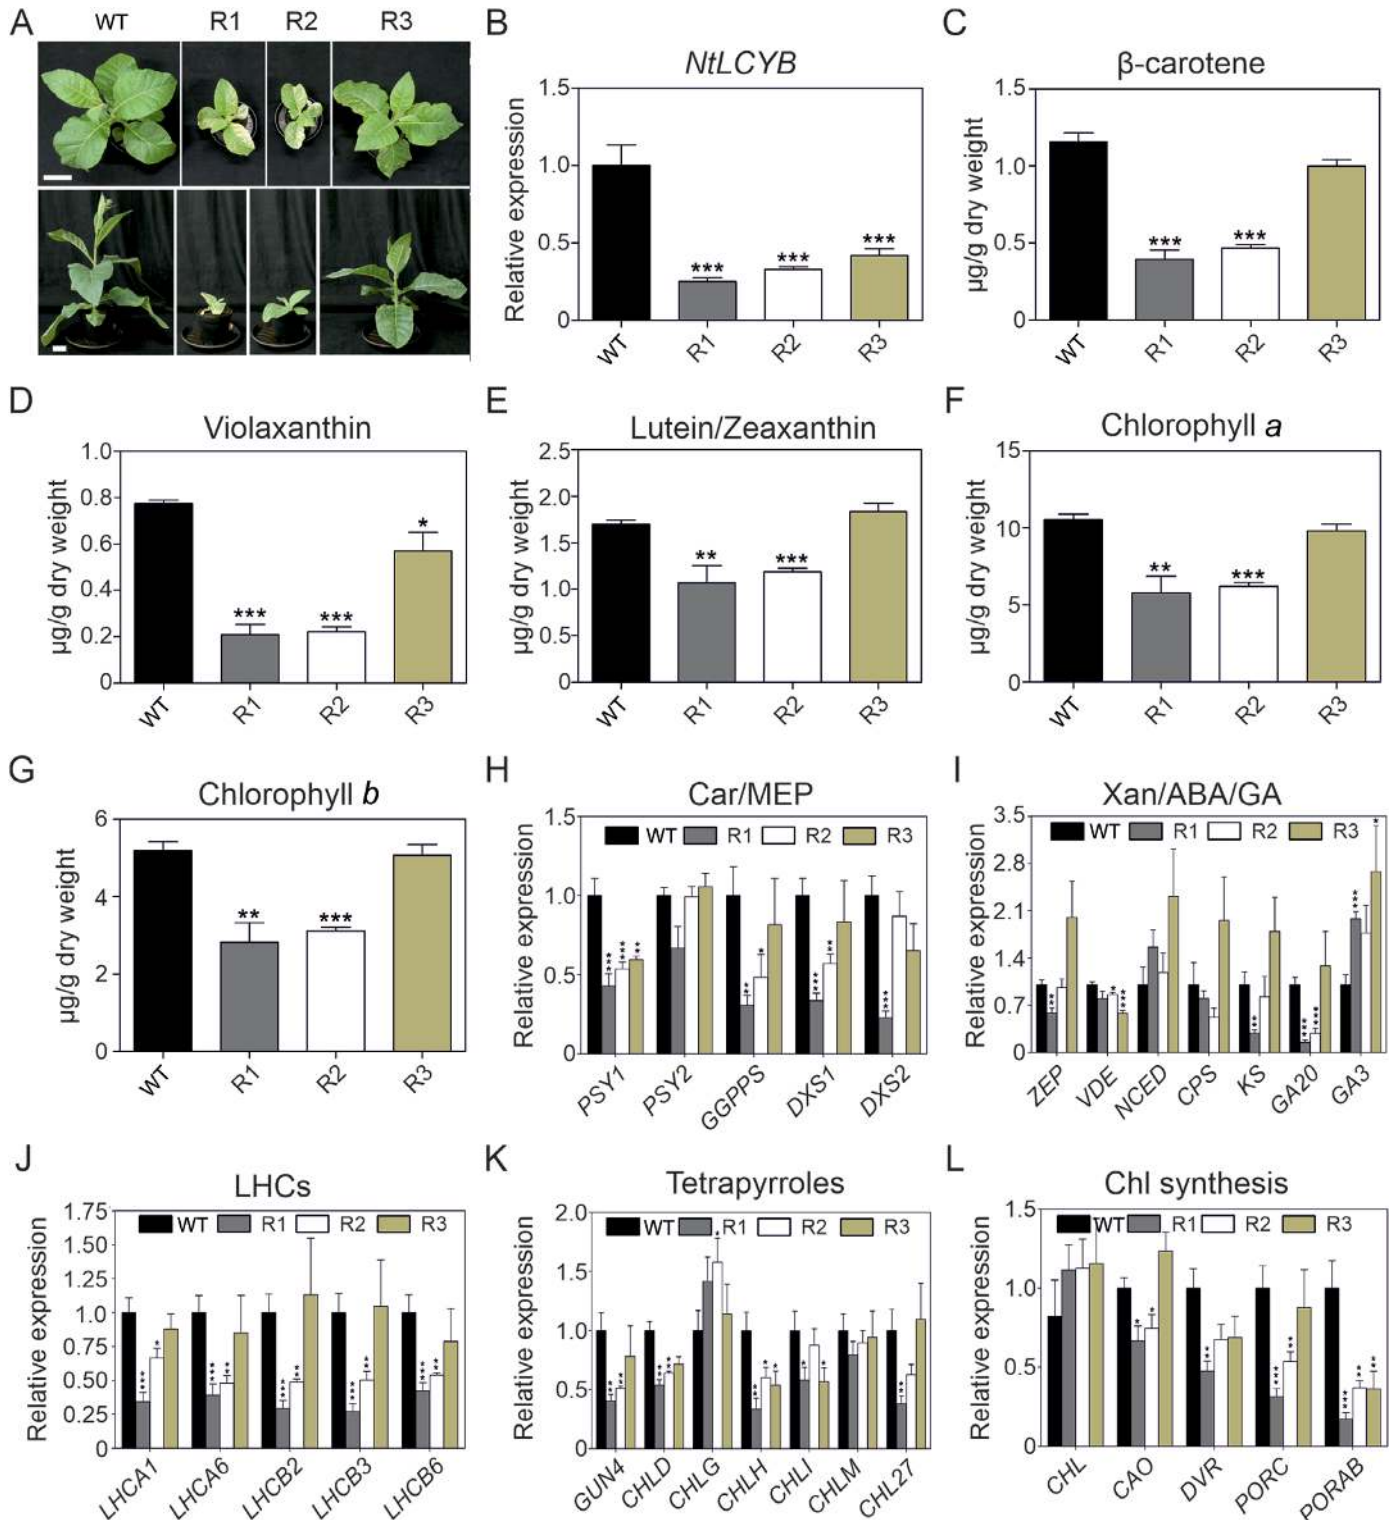 A
WT R1 R2 R3
B
NtLCYB
Relative expression
1.5
1.0
0.5
0
***
***
***
WT R1 R2 R3
C
β-carotene
µg/g dry weight
1.5
1.0
0.5
0
***
***
WT R1 R2 R3
D
Violaxanthin
µg/g dry weight
1.0
0.8
0.6
0.4
0.2
0
***
***
*
WT R1 R2 R3
E
Lutein/Zeaxanthin
µg/g dry weight
2.5
2.0
1.5
1.0
0.5
0
**
***
WT R1 R2 R3
F
Chlorophyll a
µg/g dry weight
15
10
5
0
**
***
WT R1 R2 R3
G
Chlorophyll b
µg/g dry weight
6
4
2
0
**
***
WT R1 R2 R3
H
Car/MEP
Relative expression
1.5
1.0
0.5
0
WT R1 R2 R3
*** *** **
** *
*** **
***
PSY1 PSY2 GGPPS DXS1 DXS2
I
Xan/ABA/GA
Relative expression
3.5
2.8
2.1
1.4
0.7
0
WT R1 R2 R3
ZEP VDE NCED CPS KS GA20 GA3
J
LHCs
Relative expression
1.75
1.50
1.25
1.00
0.75
0.50
0.25
0
WT R1 R2 R3
*** *
*** **
*** **
*** **
*** **
LHCA1 LHCA6 LHCB2 LHCB3 LHCB6
K
Tetrapyrroles
Relative expression
2.0
1.5
1.0
0.5
0
WT R1 R2 R3
GUN4 CHLD CHLG CHLH CHLI CHLM CHL27
L
Chl synthesis
Relative expression
1.5
1.0
0.5
0
WT R1 R2 R3
* *
**
*** **
*** ** **
CHL CAO DVR PORC PORAB